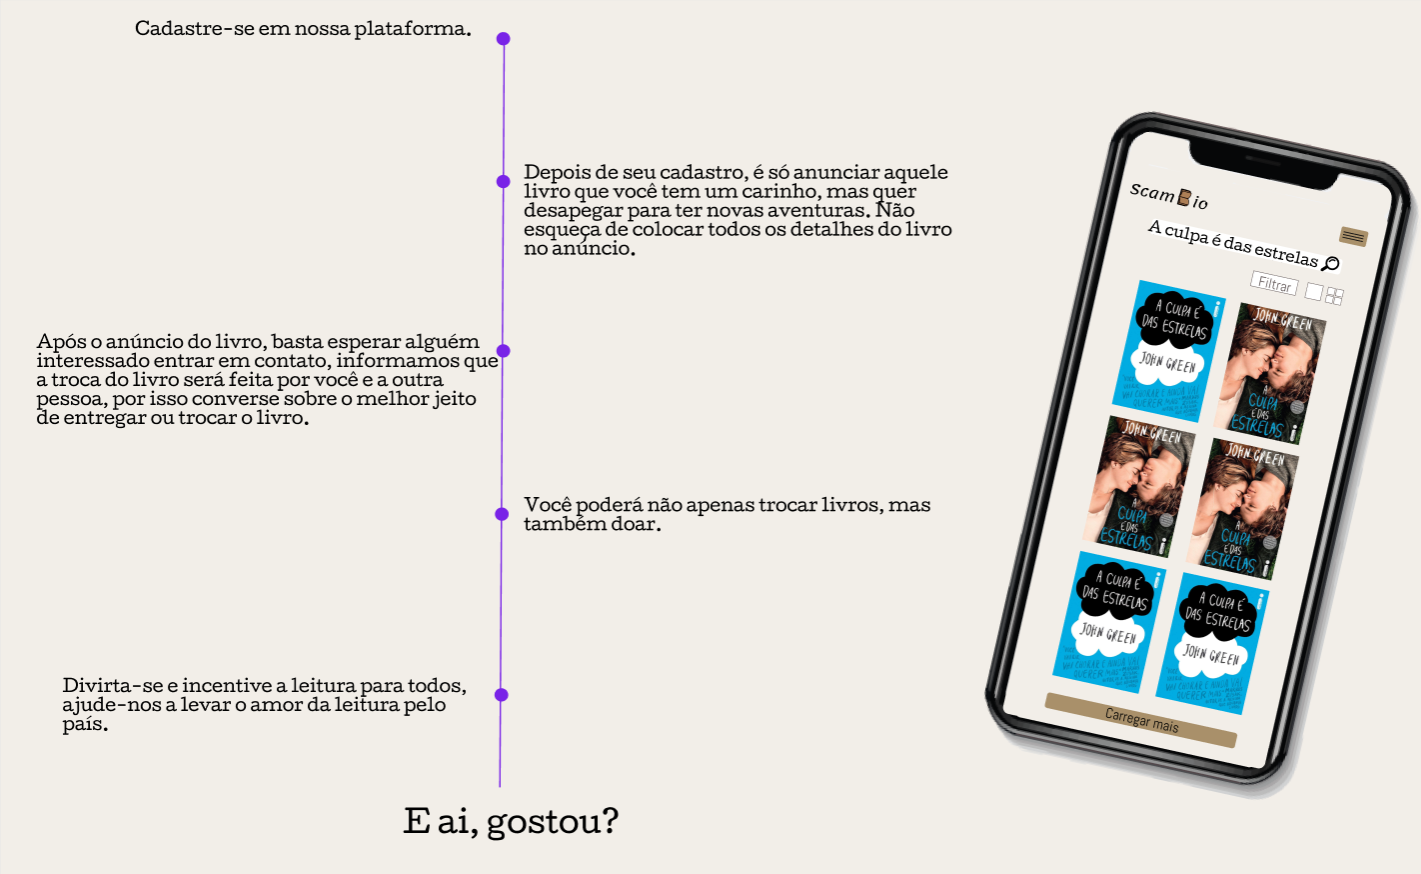 Cadastre-se em nossa plataforma.
Depois de seu cadastro, é só anunciar aquele
livro que você tem um carinho, mas quer
desapegar para ter novas aventuras. Não
esqueça de colocar todos os detalhes do livro
no anúncio.
Após o anúncio do livro, basta esperar alguém
interessado entrar em contato, informamos que
a troca do livro será feita por você e a outra
pessoa, por isso converse sobre o melhor jeito
de entregar ou trocar o livro.
Você poderá não apenas trocar livros, mas
também doar.
Divirta-se e incentive a leitura para todos,
ajude-nos a levar o amor da leitura pelo
país.
E ai, gostou?
ScamBio
A culpa é das estrelas
Filtrar
A CULPA É
DAS ESTRELAS
JOHN GREEN
JOHN GREEN
A
CULPA
É DAS
ESTRELAS
JOHN GREEN
A
CULPA
É DAS
ESTRELAS
JOHN GREEN
A
CULPA
É DAS
ESTRELAS
A CULPA É
DAS ESTRELAS
JOHN GREEN
A CULPA É
DAS ESTRELAS
JOHN GREEN
Carregar mais